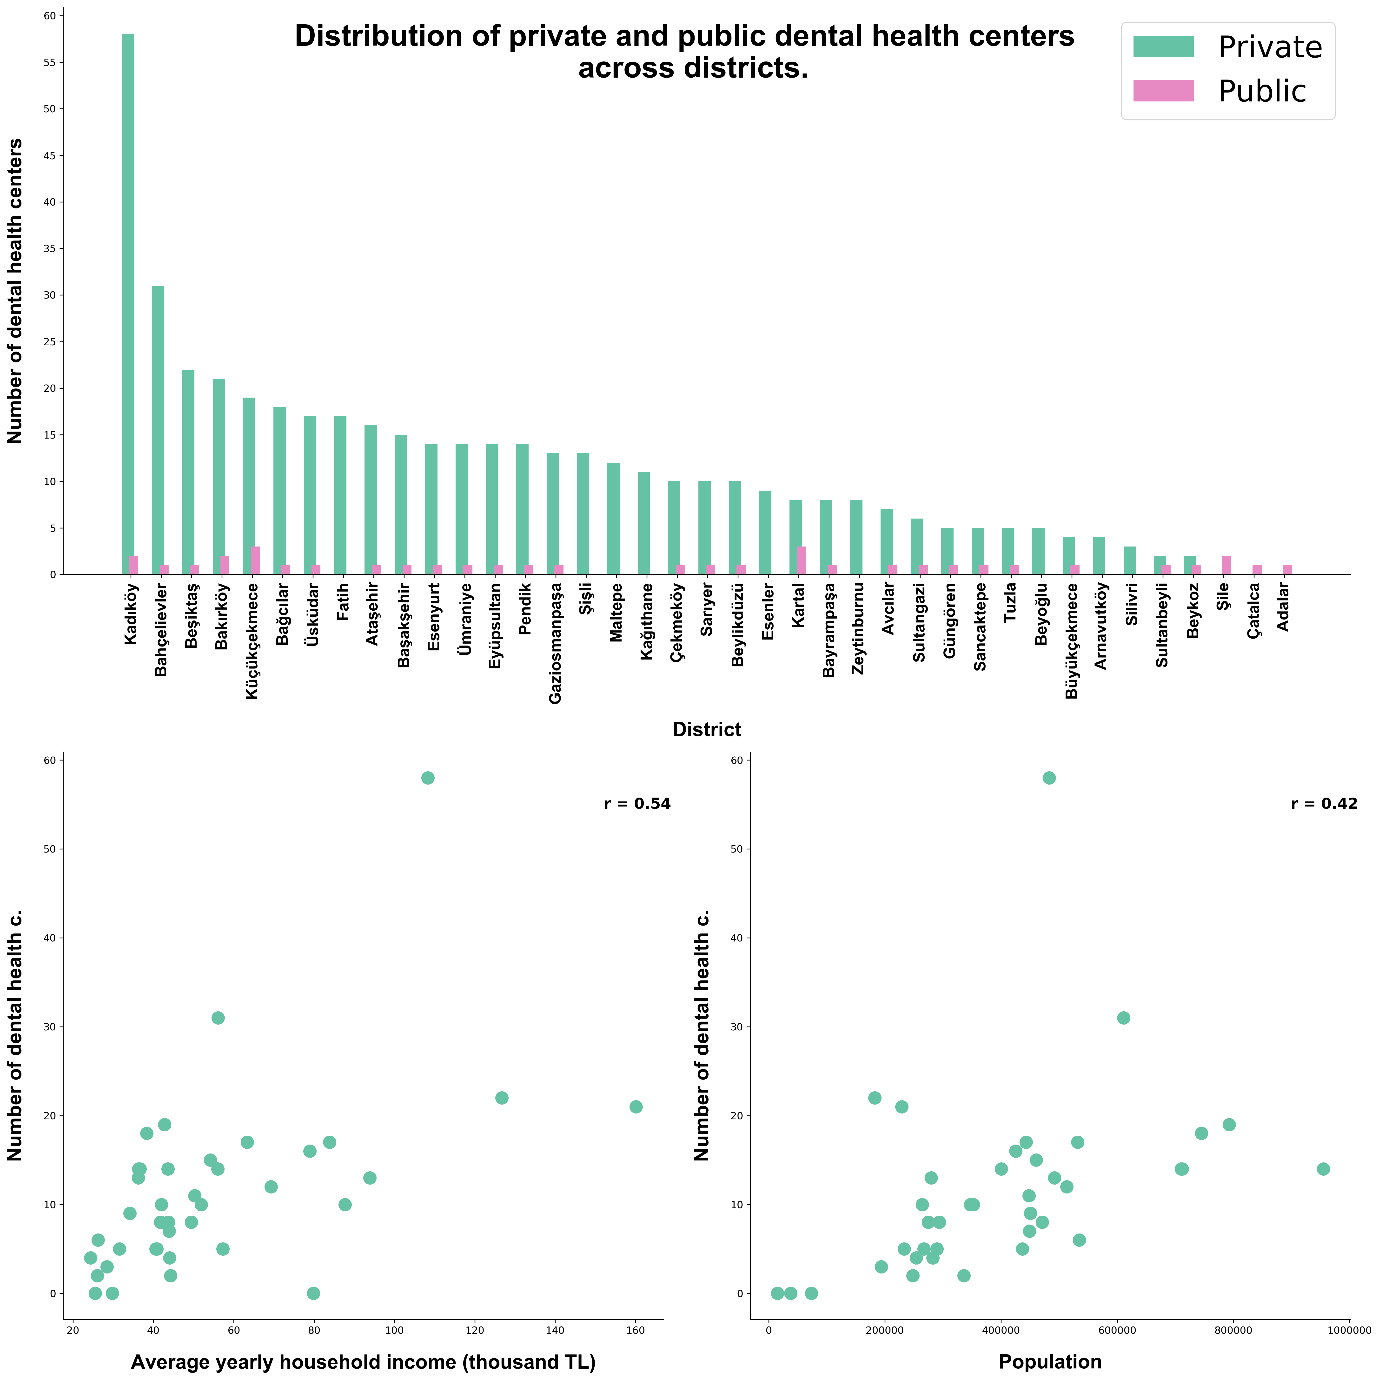 Distribution of private and public dental health centers
across districts.
Private
Public
Number of dental health centers
60
55
50
45
40
35
30
25
20
15
10
5
0
Kadıköy
Bahçelievler
Beşiktaş
Bakırköy
Küçükçekmece
Bağcılar
Üsküdar
Fatih
Ataşehir
Başakşehir
Esenyurt
Ümraniye
Eyüpsultan
Pendik
Gaziosmanpaşa
Şişli
Maltepe
Kağıthane
Çekmeköy
Sarıyer
Beylikdüzü
Esenler
Kartal
Bayrampaşa
Zeytinburnu
Avcılar
Sultangazi
Güngören
Sancaktepe
Tuzla
Beyoğlu
Büyükçekmece
Arnavutköy
Silivri
Sultanbeyli
Beykoz
Şile
Çatalca
Adalar
District
Number of dental health c.
60
50
40
30
20
10
0
r = 0.54
20
40
60
80
100
120
140
160
Average yearly household income (thousand TL)
Number of dental health c.
60
50
40
30
20
10
0
r = 0.42
0
200000
400000
600000
800000
1000000
Population